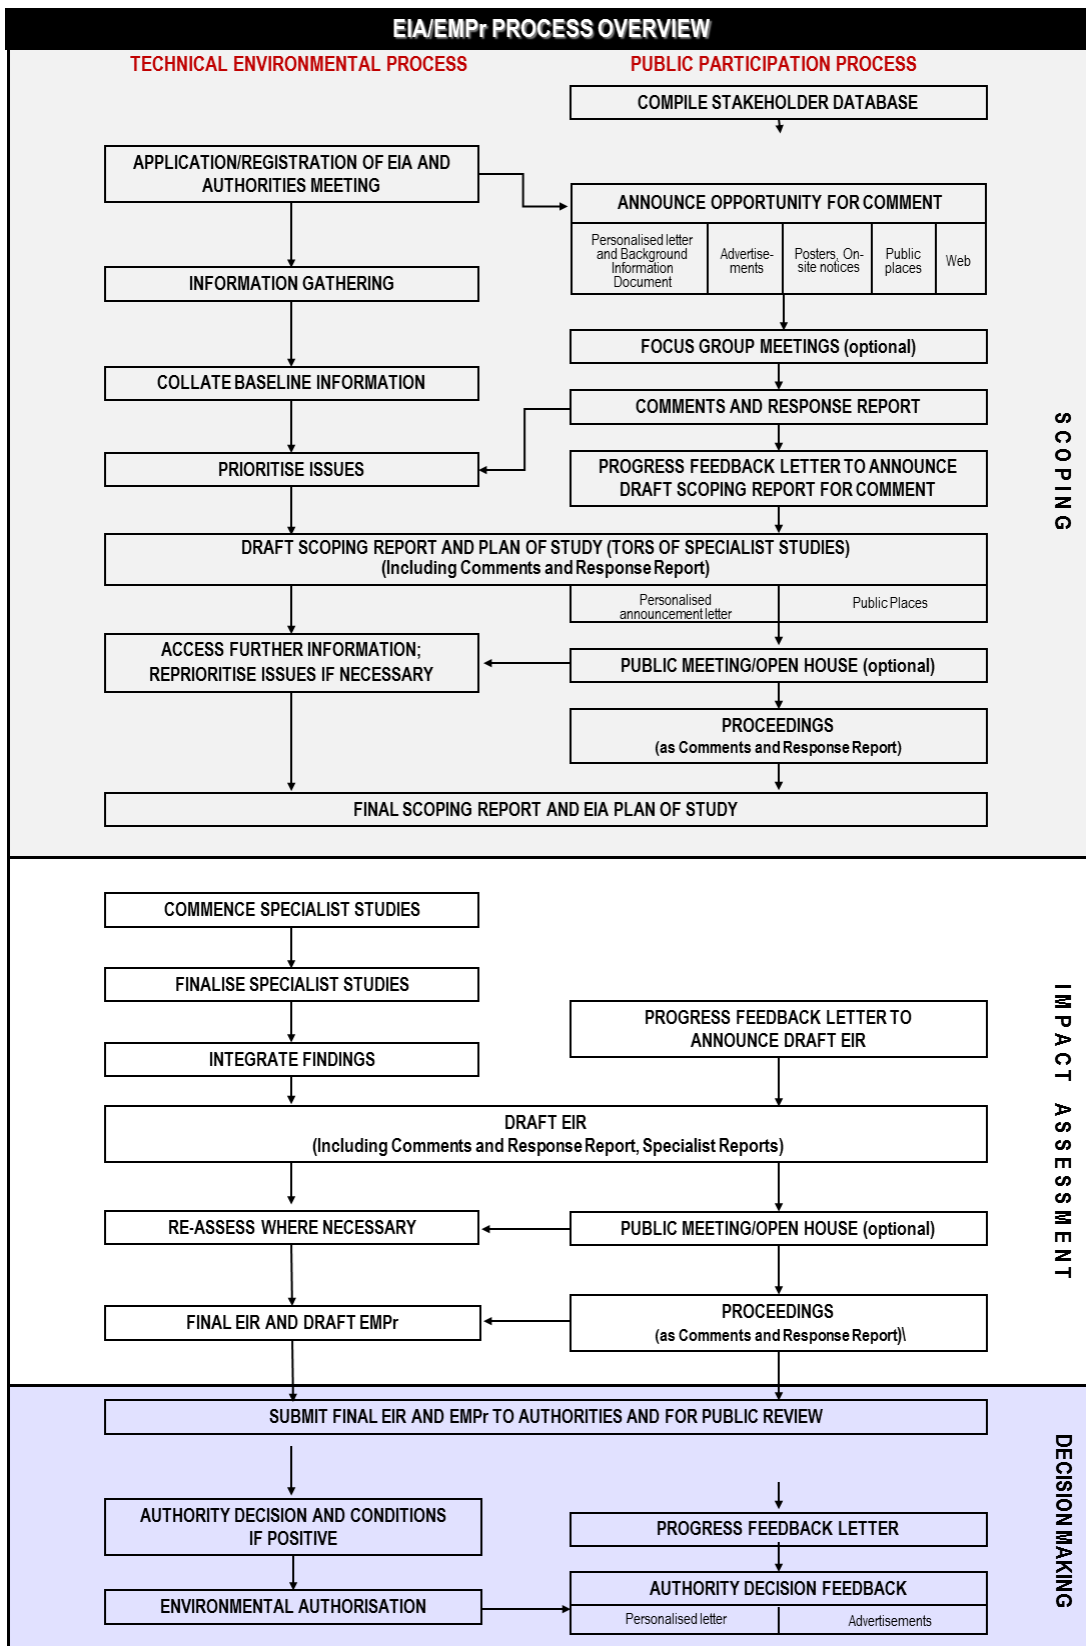 EIA/EMPr PROCESS OVERVIEW
TECHNICAL ENVIRONMENTAL PROCESS
PUBLIC PARTICIPATION PROCESS
COMPILE STAKEHOLDER DATABASE
APPLICATION/REGISTRATION OF EIA AND
AUTHORITIES MEETING
ANNOUNCE OPPORTUNITY FOR COMMENT
Personalised letter
and Background
Information
Document
Advertise-
ments
Posters, On-
site notices
Public
places
Web
INFORMATION GATHERING
FOCUS GROUP MEETINGS (optional)
COLLATE BASELINE INFORMATION
COMMENTS AND RESPONSE REPORT
PRIORITISE ISSUES
PROGRESS FEEDBACK LETTER TO ANNOUNCE
DRAFT SCOPING REPORT FOR COMMENT
DRAFT SCOPING REPORT AND PLAN OF STUDY (TORS OF SPECIALIST STUDIES)
(Including Comments and Response Report)
Personalised
announcement letter
Public Places
ACCESS FURTHER INFORMATION;
REPRIORITISE ISSUES IF NECESSARY
PUBLIC MEETING/OPEN HOUSE (optional)
PROCEEDINGS
(as Comments and Response Report)
FINAL SCOPING REPORT AND EIA PLAN OF STUDY
SCOPING
COMMENCE SPECIALIST STUDIES
FINALISE SPECIALIST STUDIES
PROGRESS FEEDBACK LETTER TO
ANNOUNCE DRAFT EIR
INTEGRATE FINDINGS
DRAFT EIR
(Including Comments and Response Report, Specialist Reports)
RE-ASSESS WHERE NECESSARY
PUBLIC MEETING/OPEN HOUSE (optional)
FINAL EIR AND DRAFT EMPr
PROCEEDINGS
(as Comments and Response Report)\
IMPACT ASSESSMENT
SUBMIT FINAL EIR AND EMPr TO AUTHORITIES AND FOR PUBLIC REVIEW
AUTHORITY DECISION AND CONDITIONS
IF POSITIVE
PROGRESS FEEDBACK LETTER
ENVIRONMENTAL AUTHORISATION
AUTHORITY DECISION FEEDBACK
Personalised letter
Advertisements
DECISION MAKING